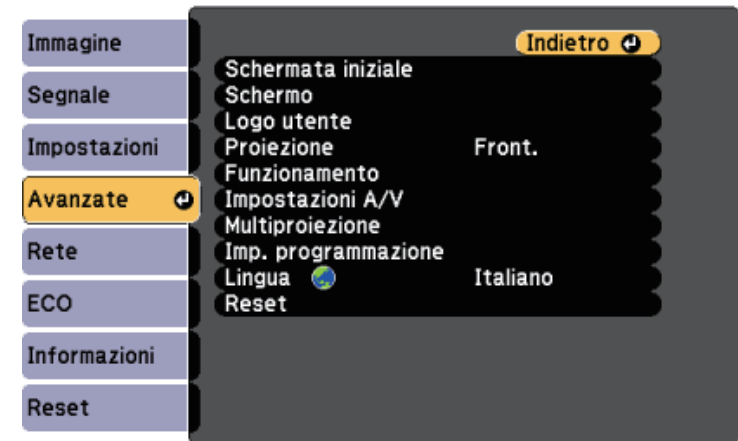 Immagine
Segnale
Impostazioni
Avanzate
Rete
ECO
Informazioni
Reset
Indietro
Schermata iniziale
Schermo
Logo utente
Proiezione Front.
Funzionamento
Impostazioni A/V
Multiproiezione
Imp. programmazione
Lingua Italiano
Reset